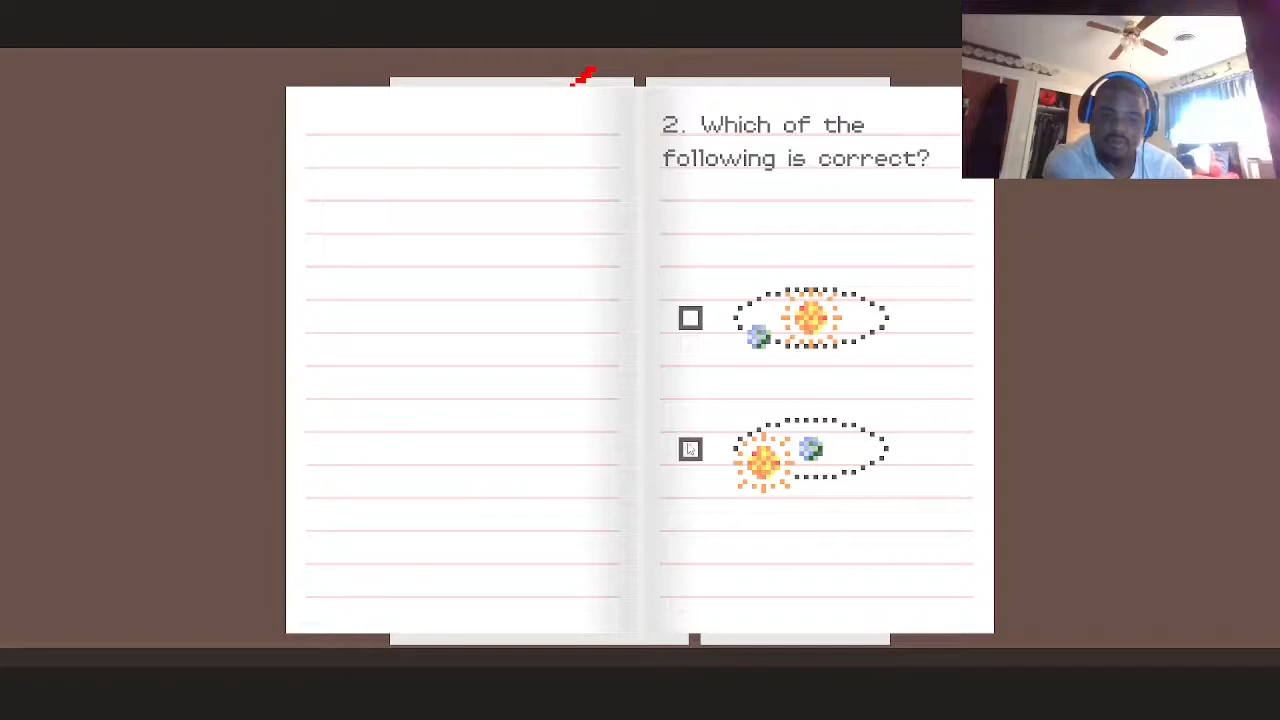 2. Which of the
following is correct?